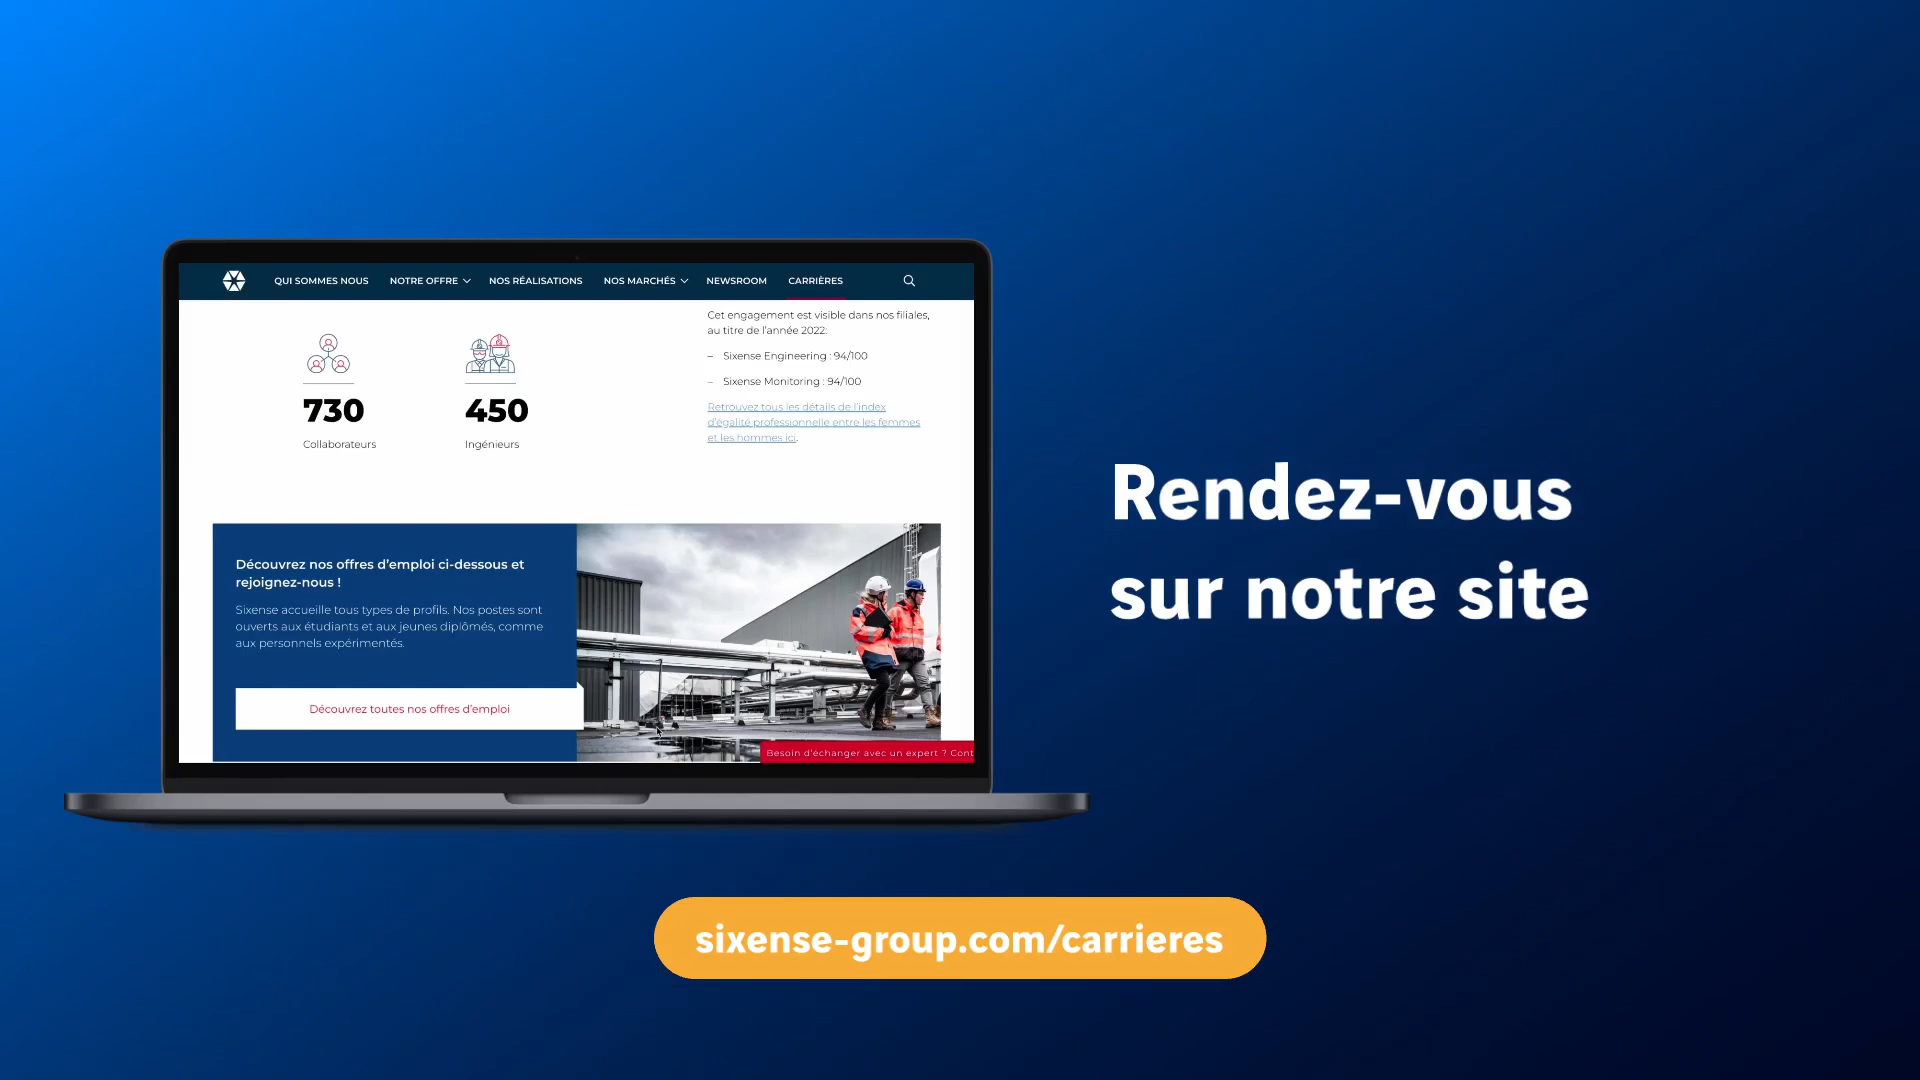 QUI SOMMES NOUS NOTRE OFFRE NOS RÉALISATIONS NOS MARCHÉS NEWSROOM CARRIÈRES
730
Collaborateurs
450
Ingénieurs
Cet engagement est visible dans nos filiales,
au titre de l'année 2022:
– Sixense Engineering : 94/100
– Sixense Monitoring : 94/100
Retrouvez tous les détails de l'index
d'égalité professionnelle entre les femmes
et les hommes ici.
Découvrez nos offres d'emploi ci-dessous et
rejoignez-nous !
Sixense accueille tous types de profils. Nos postes sont
ouverts aux étudiants et aux jeunes diplômés, comme
aux personnels expérimentés.
Découvrez toutes nos offres d'emploi
Besoin d'échanger avec un expert ? Cont
Rendez-vous
sur notre site
sixense-group.com/carrieres